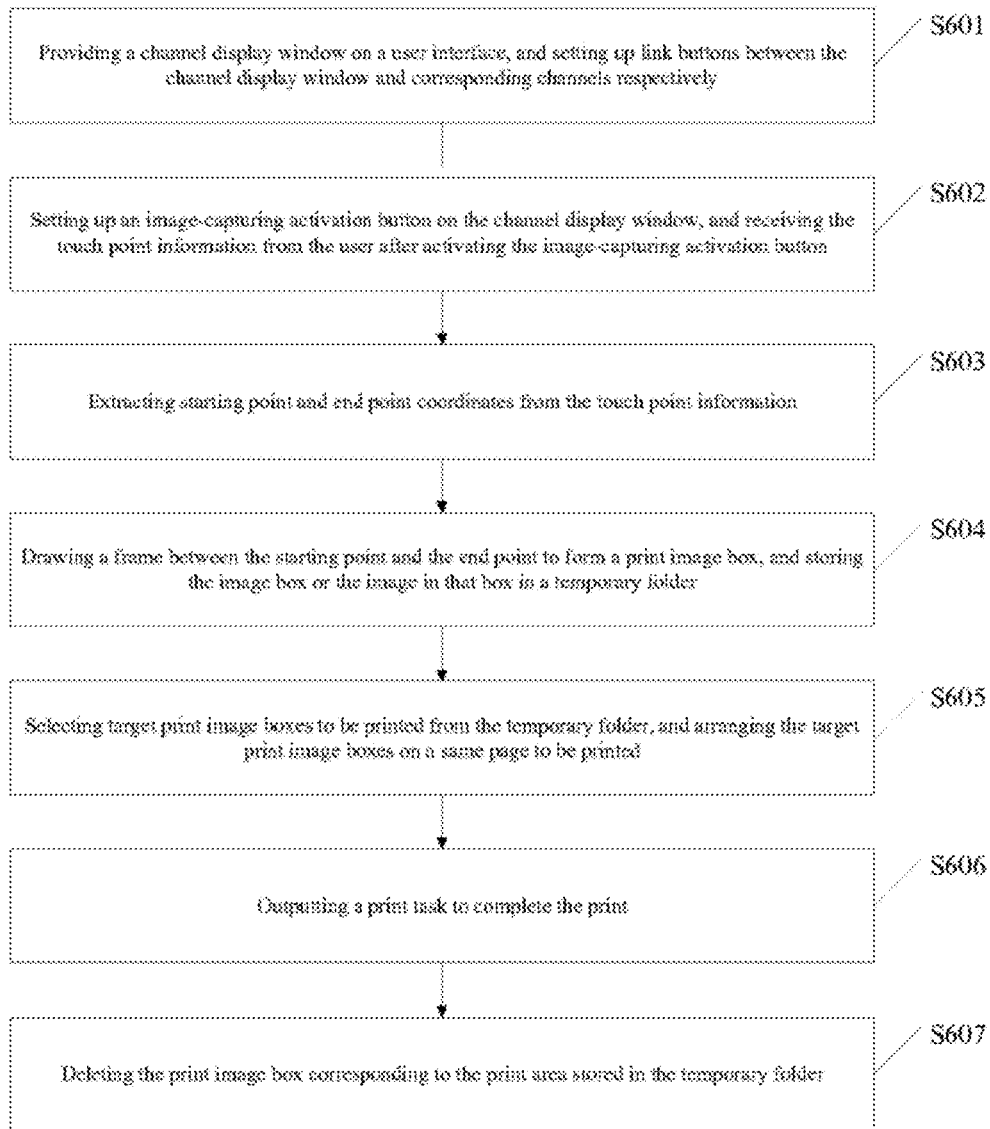 Providing a channel display window on a user interface, and setting up link buttons between the
channel display window and corresponding channels respectively
S601
Setting up an image-capturing activation button on the channel display window, and receiving the
touch point information from the user after activating the image-capturing activation button
S602
Extracting starting point and end point coordinates from the touch point information
S603
Drawing a frame between the starting point and the end point to form a print image box, and storing
the image box or the image in that box in a temporary folder
S604
Selecting target print image boxes to be printed from the temporary folder, and arranging the target
print image boxes on a same page to be printed
S605
Outputting a print task to complete the print
S606
Deleting the print image box corresponding to the print area stored in the temporary folder
S607